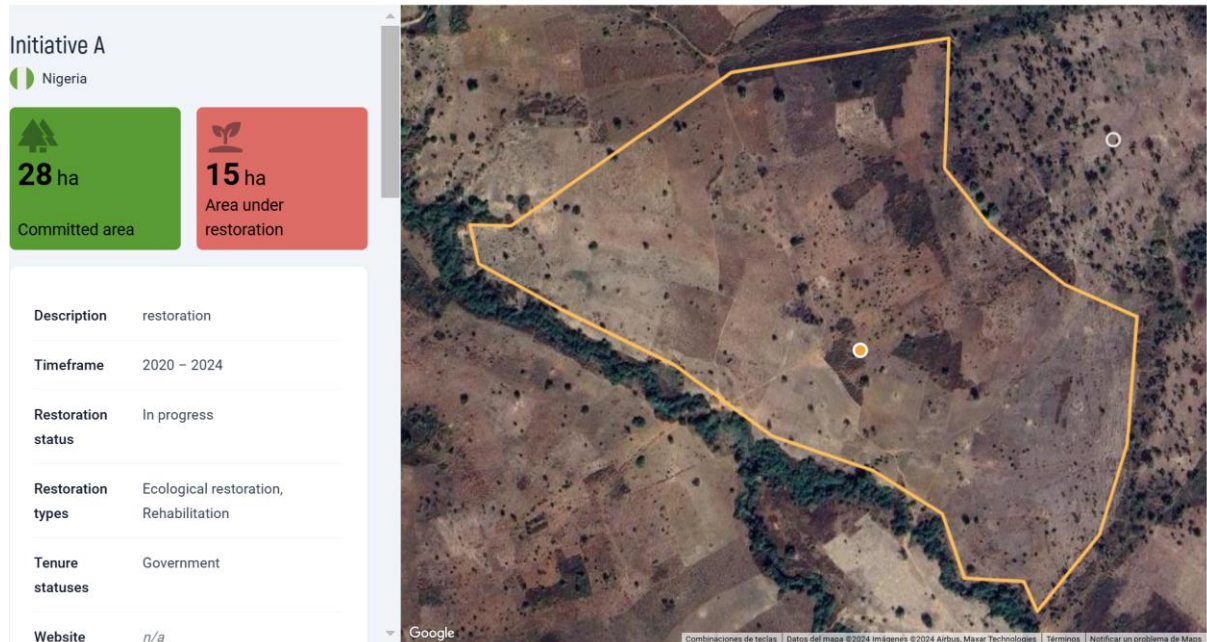 Initiative A
Nigeria
28 ha
Committed area
15 ha
Area under
restoration
Description restoration
Timeframe 2020 – 2024
Restoration In progress
status
Restoration Ecological restoration,
types Rehabilitation
Tenure Government
statuses
Website n/a
Google
Combinaciones de teclas Datos del mapa ©2024 Imágenes ©2024 Airbus, Maxar Technologies Términos Notificar un problema de Maps